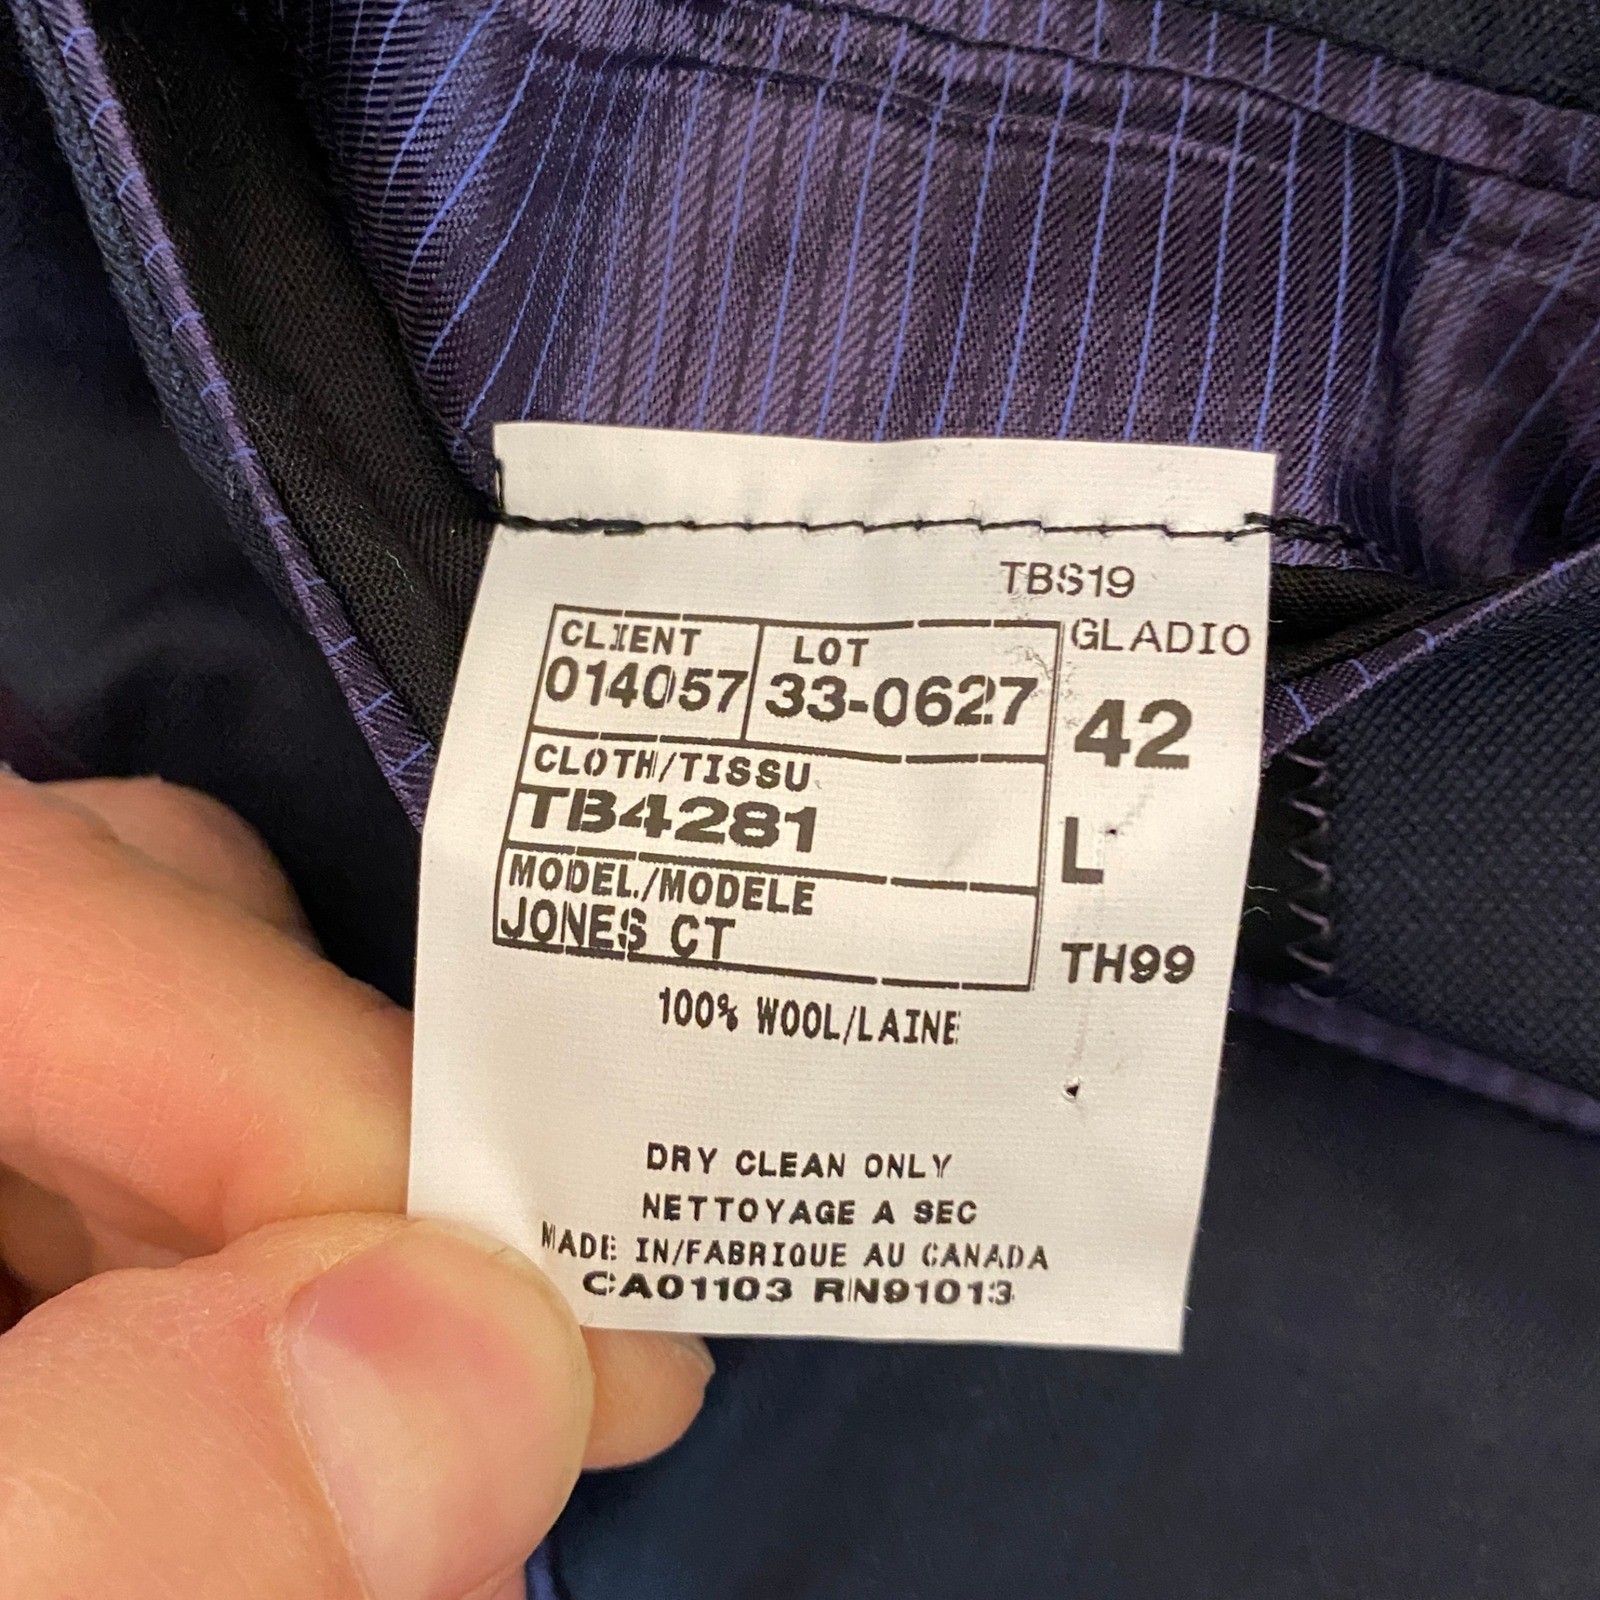 TBS19
GLADIO
CLIENT LOT
014057 33-0627
42
CLOTH/TISSU
TB4281
L
MODEL./MODELE
JONES CT
TH99
100% WOOL/LAINE
DRY CLEAN ONLY
NETTOYAGE A SEC
MADE IN/FABRIQUE AU CANADA
CA01103 RN91013